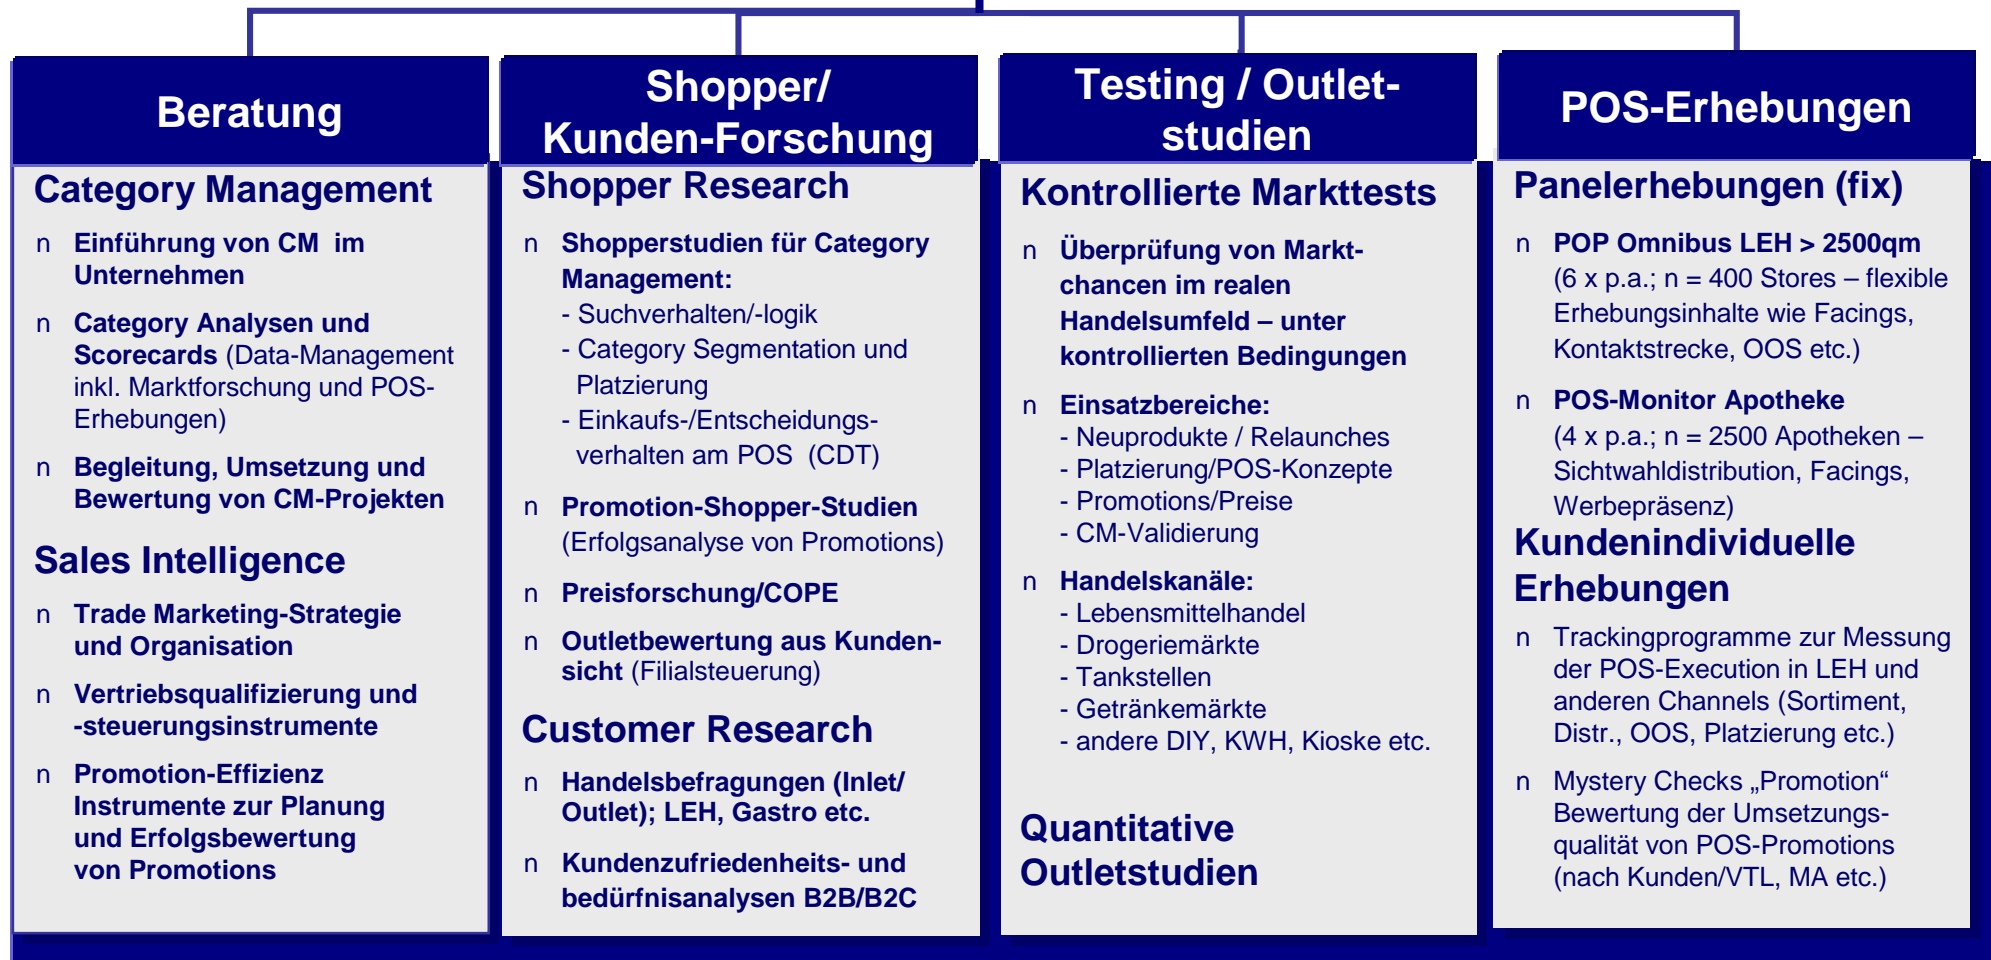 Beratung
Category Management
n Einführung von CM im
Unternehmen
n Category Analysen und
Scorecards (Data-Management
inkl. Marktforschung und POS-
Erhebungen)
n Begleitung, Umsetzung und
Bewertung von CM-Projekten
Sales Intelligence
n Trade Marketing-Strategie
und Organisation
n Vertriebsqualifizierung und
-steuerungsinstrumente
n Promotion-Effizienz
Instrumente zur Planung
und Erfolgsbewertung
von Promotions
Shopper/
Kunden-Forschung
Shopper Research
n Shopperstudien für Category
Management:
- Suchverhalten/-logik
- Category Segmentation und
Platzierung
- Einkaufs-/Entscheidungs-
verhalten am POS (CDT)
n Promotion-Shopper-Studien
(Erfolgsanalyse von Promotions)
n Preisforschung/COPE
n Outletbewertung aus Kunden-
sicht (Filialsteuerung)
Customer Research
n Handelsbefragungen (Inlet/
Outlet); LEH, Gastro etc.
n Kundenzufriedenheits- und
bedürfnisanalysen B2B/B2C
Testing / Outlet-
studien
Kontrollierte Markttests
n Überprüfung von Markt-
chancen im realen
Handelsumfeld – unter
kontrollierten Bedingungen
n Einsatzbereiche:
- Neuprodukte / Relaunches
- Platzierung/POS-Konzepte
- Promotions/Preise
- CM-Validierung
n Handelskanäle:
- Lebensmittelhandel
- Drogeriemärkte
- Tankstellen
- Getränkemärkte
- andere DIY, KWH, Kioske etc.
Quantitative
Outletstudien
POS-Erhebungen
Panelerhebungen (fix)
n POP Omnibus LEH > 2500qm
(6 x p.a.; n = 400 Stores – flexible
Erhebungsinhalte wie Facings,
Kontaktstrecke, OOS etc.)
n POS-Monitor Apotheke
(4 x p.a.; n = 2500 Apotheken –
Sichtwahldistribution, Facings,
Werbepräsenz)
Kundenindividuelle
Erhebungen
n Trackingprogramme zur Messung
der POS-Execution in LEH und
anderen Channels (Sortiment,
Distr., OOS, Platzierung etc.)
n Mystery Checks „Promotion“
Bewertung der Umsetzungs-
qualität von POS-Promotions
(nach Kunden/VTL, MA etc.)